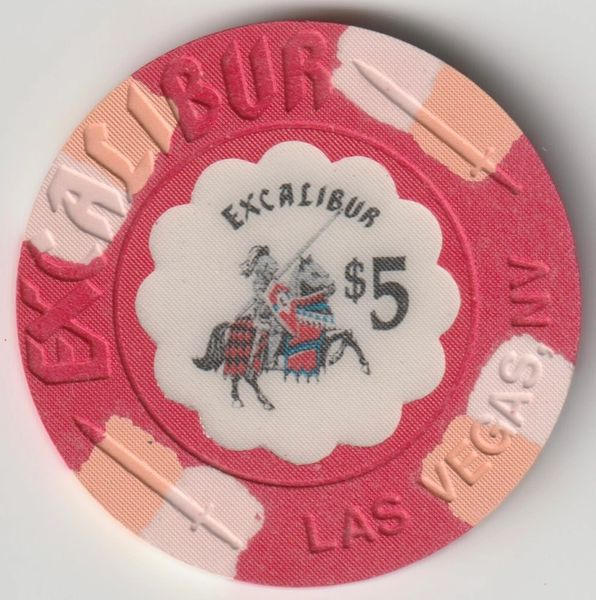 EXCALIBUR
EXCALIBUR
$5
LAS VEGAS, NV